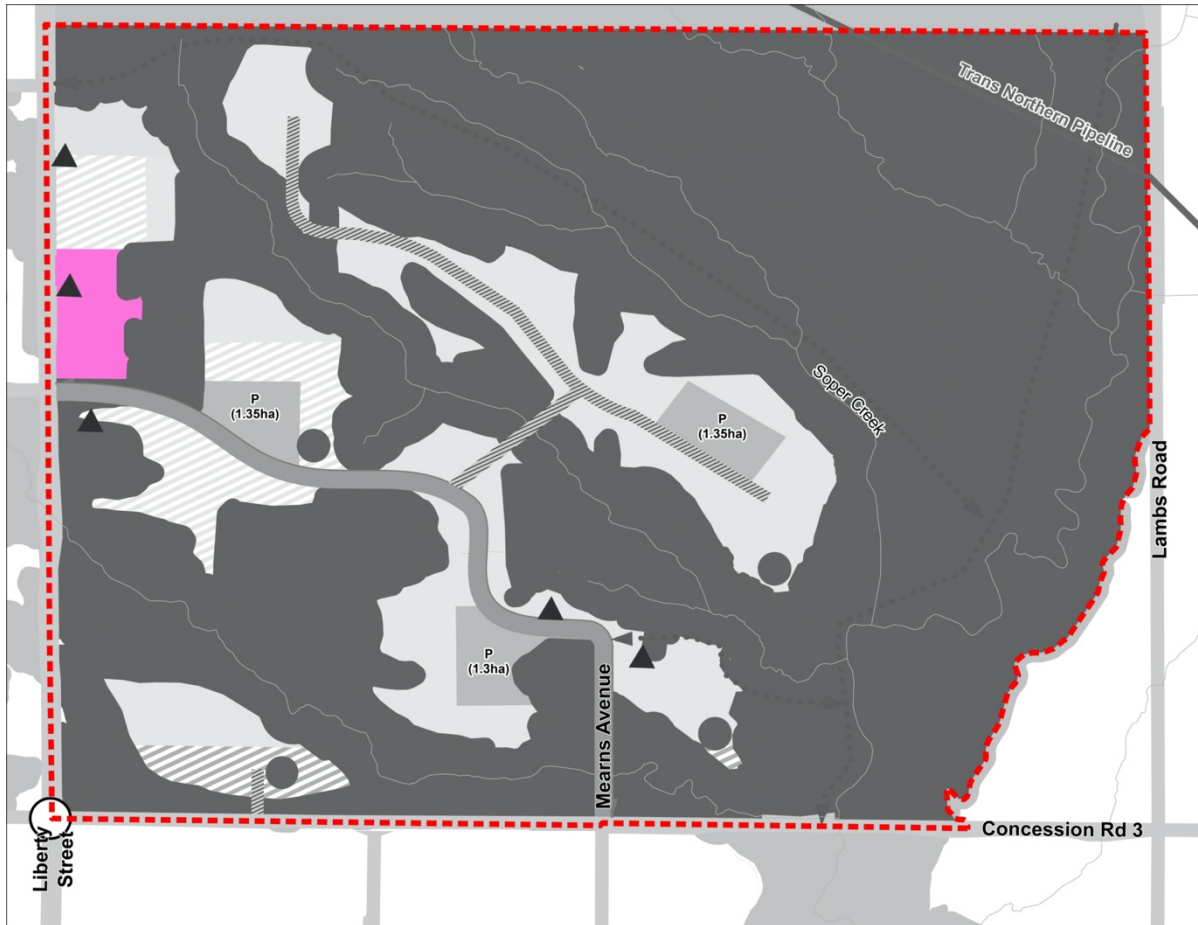 Trans Northern Pipeline
P
(1.35ha)
P
(1.35ha)
Soper Creek
Lambs Road
P
(1.3ha)
Mearns Avenue
Liberty
Street
Concession Rd 3